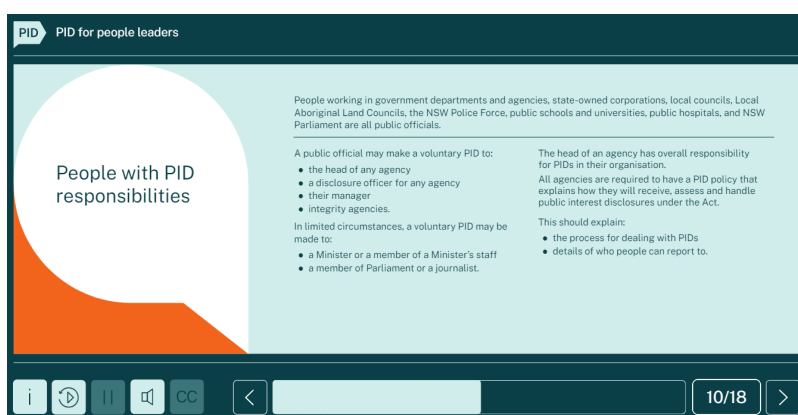 PID
PID for people leaders
People with PID
responsibilities
People working in government departments and agencies, state-owned corporations, local councils, Local
Aboriginal Land Councils, the NSW Police Force, public schools and universities, public hospitals, and NSW
Parliament are all public officials.
A public official may make a voluntary PID to:
● the head of any agency
● a disclosure officer for any agency
● their manager
● integrity agencies.
In limited circumstances, a voluntary PID may be
made to:
● a Minister or a member of a Minister's staff
● a member of Parliament or a journalist.
The head of an agency has overall responsibility
for PIDs in their organisation.
All agencies are required to have a PID policy that
explains how they will receive, assess and handle
public interest disclosures under the Act.
This should explain:
● the process for dealing with PIDs
● details of who people can report to.
i
CC
10/18